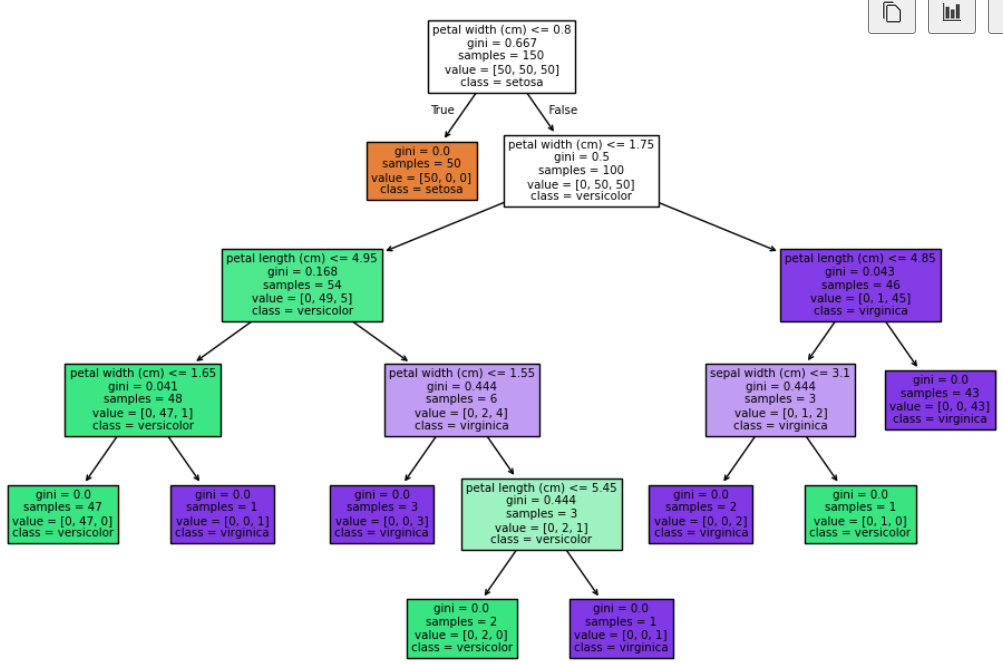 petal width (cm) <= 0.8
gini = 0.667
samples = 150
value = [50, 50, 50]
class = setosa
True
False
gini = 0.0
samples = 50
value = [50, 0, 0]
class = setosa
petal width (cm) <= 1.75
gini = 0.5
samples = 100
value = [0, 50, 50]
class = versicolor
petal length (cm) <= 4.95
gini = 0.168
samples = 54
value = [0, 49, 5]
class = versicolor
petal length (cm) <= 4.85
gini = 0.043
samples = 46
value = [0, 1, 45]
class = virginica
petal width (cm) <= 1.65
gini = 0.041
samples = 48
value = [0, 47, 1]
class = versicolor
petal width (cm) <= 1.55
gini = 0.444
samples = 6
value = [0, 2, 4]
class = virginica
sepal width (cm) <= 3.1
gini = 0.444
samples = 3
value = [0, 1, 2]
class = virginica
gini = 0.0
samples = 43
value = [0, 0, 43]
class = virginica
gini = 0.0
samples = 47
value = [0, 47, 0]
class = versicolor
gini = 0.0
samples = 1
value = [0, 0, 1]
class = virginica
gini = 0.0
samples = 3
value = [0, 0, 3]
class = virginica
petal length (cm) <= 5.45
gini = 0.444
samples = 3
value = [0, 2, 1]
class = versicolor
gini = 0.0
samples = 2
value = [0, 0, 2]
class = virginica
gini = 0.0
samples = 1
value = [0, 1, 0]
class = versicolor
gini = 0.0
samples = 2
value = [0, 2, 0]
class = versicolor
gini = 0.0
samples = 1
value = [0, 0, 1]
class = virginica